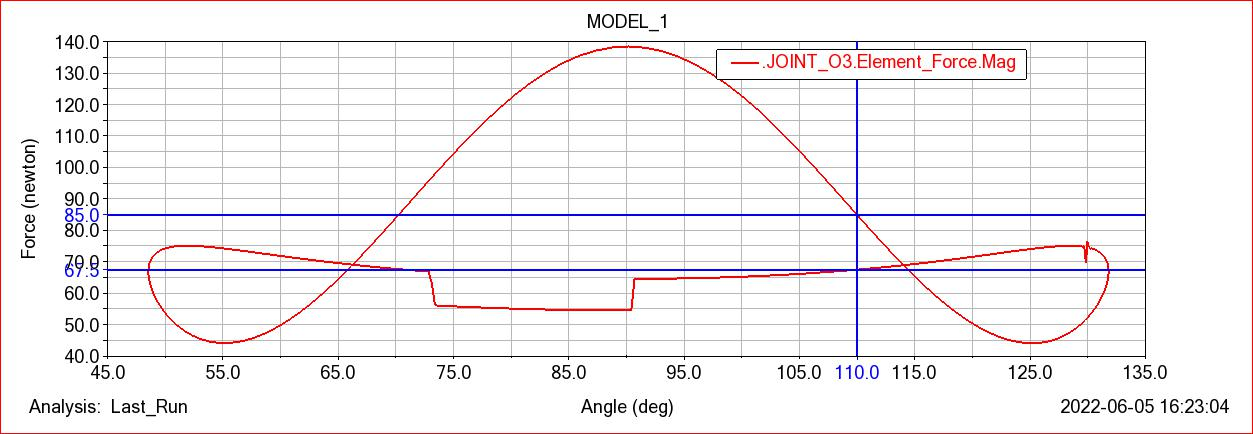 MODEL_1
140.0
130.0
120.0
110.0
100.0
90.0
85.0
80.0
70.0
67.5
60.0
50.0
40.0
Force (newton)
.JOINT_O3.Element_Force.Mag
45.0 55.0 65.0 75.0 85.0 95.0 105.0 110.0 115.0 125.0 135.0
Analysis: Last_Run Angle (deg) 2022-06-05 16:23:04